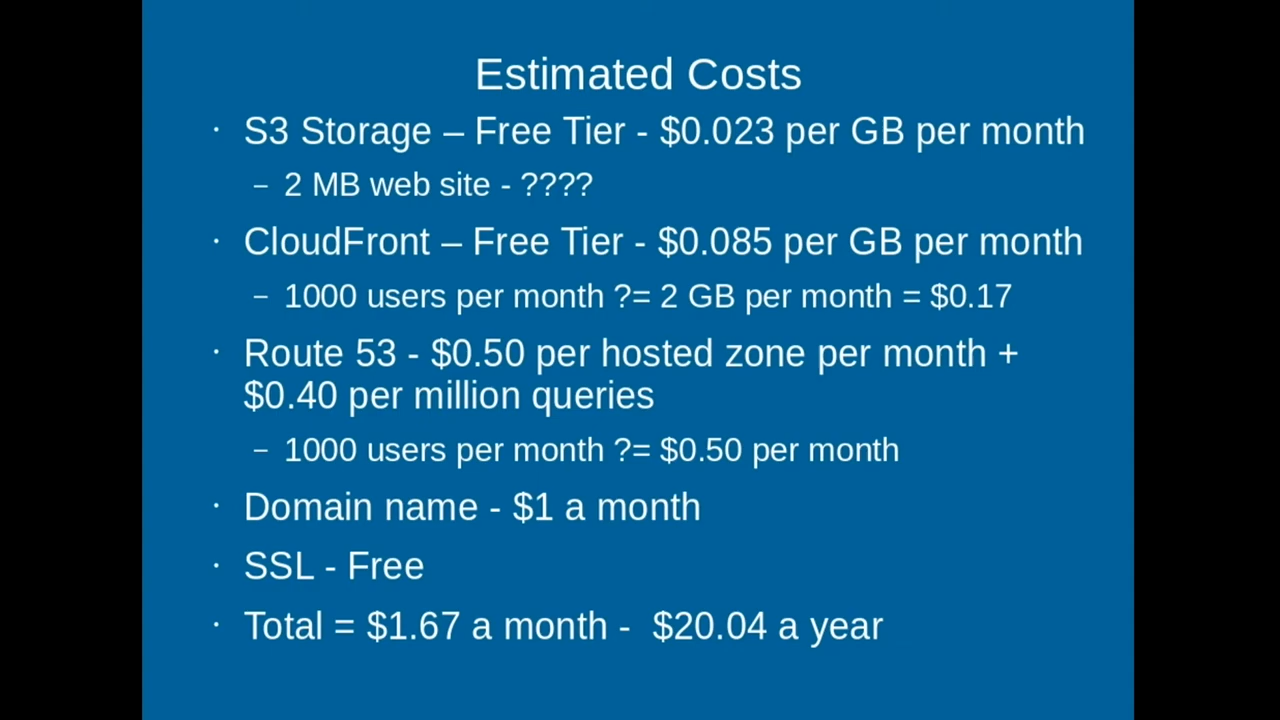 Estimated Costs
· S3 Storage – Free Tier - $0.023 per GB per month
– 2 MB web site - ????
· CloudFront – Free Tier - $0.085 per GB per month
– 1000 users per month ?= 2 GB per month = $0.17
· Route 53 - $0.50 per hosted zone per month +
$0.40 per million queries
– 1000 users per month ?= $0.50 per month
· Domain name - $1 a month
· SSL - Free
· Total = $1.67 a month -  $20.04 a year